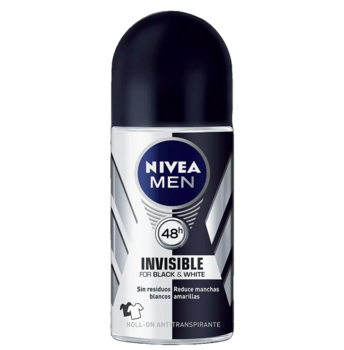 NIVEA
MEN
48h
INVISIBLE
FOR BLACK & WHITE
Sin residuos Reduce manchas
blancos amarillas
ROLL-ON ANTITRANSPIRANTE